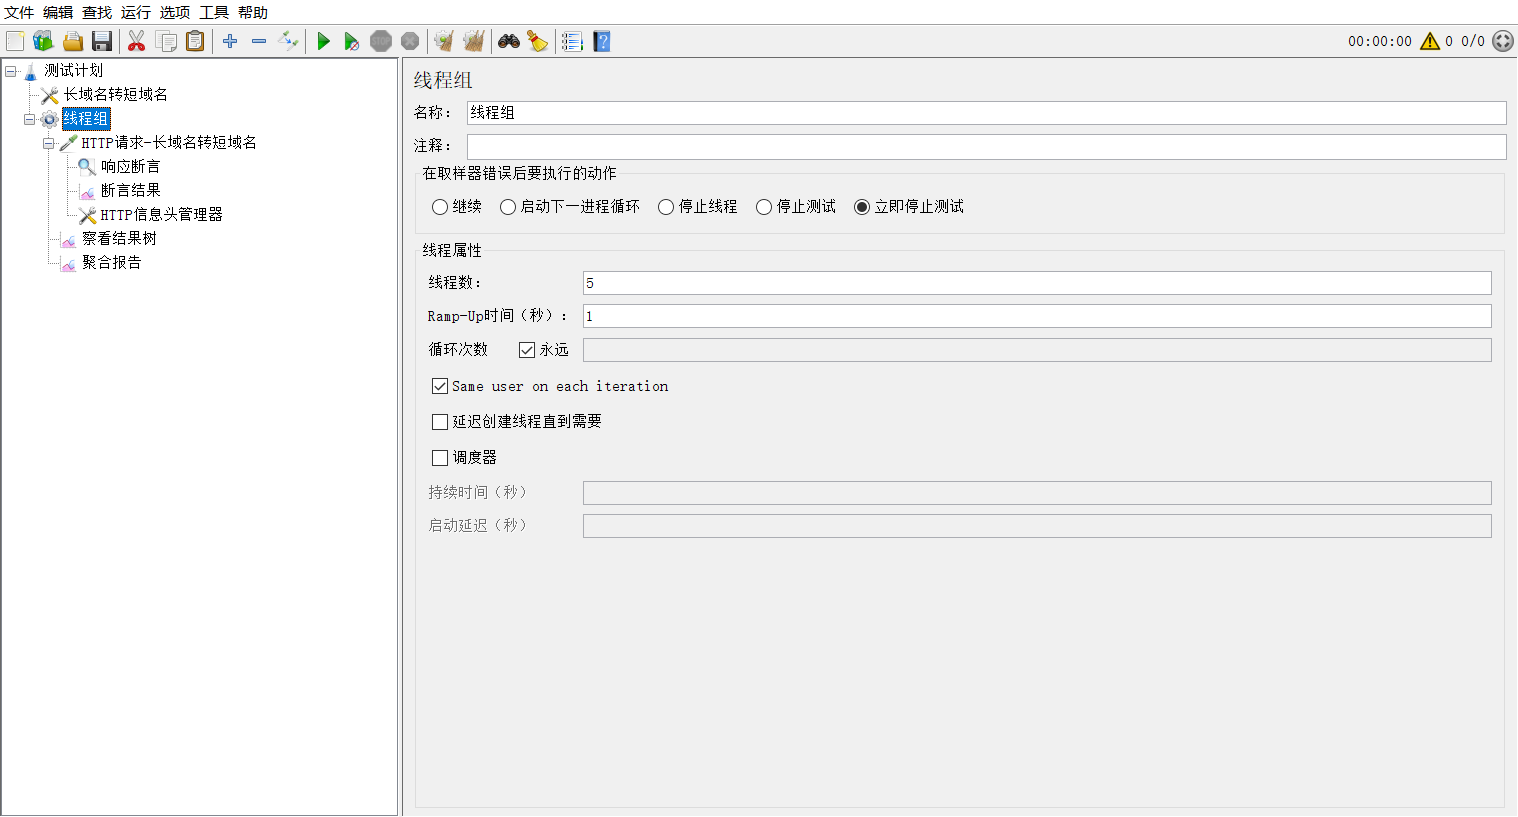 文件 编辑 查找 运行 选项 工具 帮助
STOP 00:00:00 0 0/0
测试计划
长域名转短域名
线程组
HTTP请求-长域名转短域名
响应断言
断言结果
HTTP信息头管理器
察看结果树
聚合报告
线程组
名称： 线程组
注释：
在取样器错误后要执行的动作
继续 启动下一进程循环 停止线程 停止测试 立即停止测试
线程属性
线程数： 5
Ramp-Up时间（秒）： 1
循环次数 永远
Same user on each iteration
延迟创建线程直到需要
调度器
持续时间（秒）
启动延迟（秒）